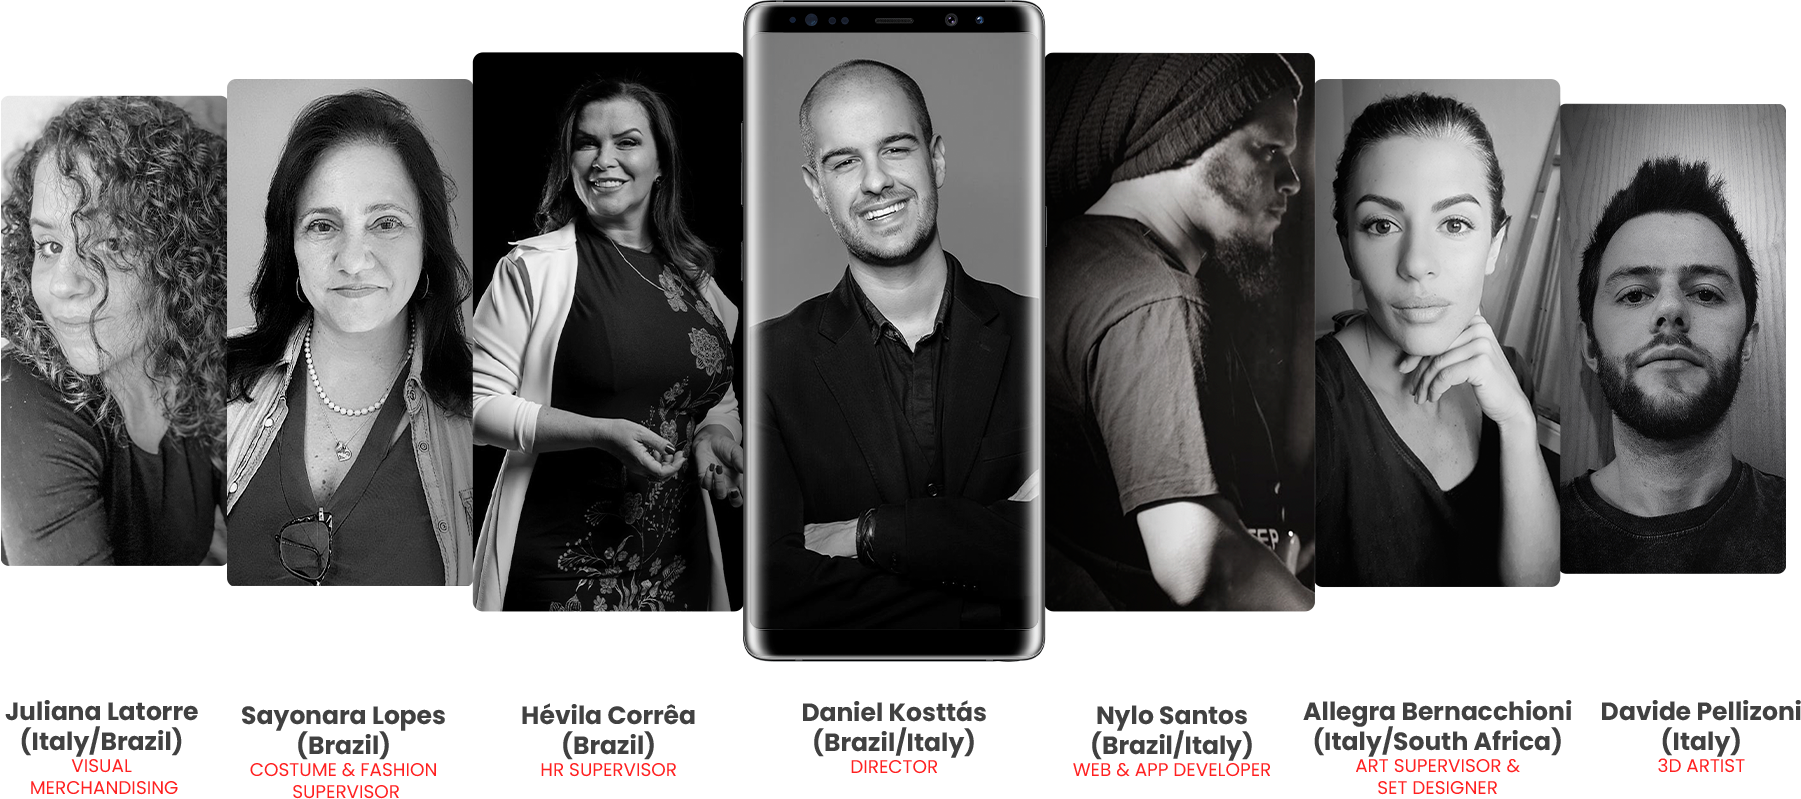 Juliana Latorre
(Italy/Brazil)
VISUAL
MERCHANDISING
Sayonara Lopes
(Brazil)
COSTUME & FASHION
SUPERVISOR
Hévila Corrêa
(Brazil)
HR SUPERVISOR
Daniel Kosttás
(Brazil/Italy)
DIRECTOR
Nylo Santos
(Brazil/Italy)
WEB & APP DEVELOPER
Allegra Bernacchioni
(Italy/South Africa)
ART SUPERVISOR &
SET DESIGNER
Davide Pellizoni
(Italy)
3D ARTIST